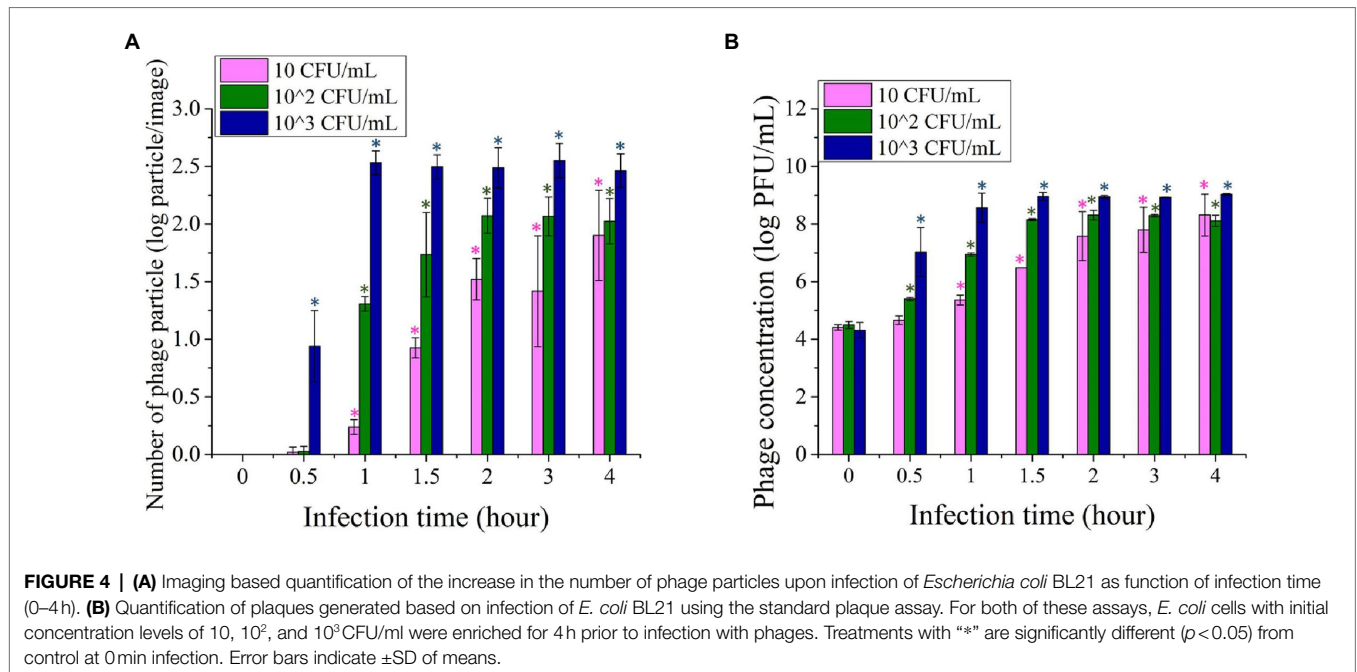 A
10 CFU/mL
10^2 CFU/mL
10^3 CFU/mL
Number of phage particle (log particle/image)
3.0
2.5
2.0
1.5
1.0
0.5
0.0
* * * * * * * * * * * * * * * *
0 0.5 1 1.5 2 3 4
Infection time (hour)
B
10 CFU/mL
10^2 CFU/mL
10^3 CFU/mL
Phage concentration (log PFU/mL)
12
10
8
6
4
2
0
* * * * * * * * * * * * * * * * *
0 0.5 1 1.5 2 3 4
Infection time (hour)
FIGURE 4 | (A) Imaging based quantification of the increase in the number of phage particles upon infection of Escherichia coli BL21 as function of infection time
(0–4 h). (B) Quantification of plaques generated based on infection of E. coli BL21 using the standard plaque assay. For both of these assays, E. coli cells with initial
concentration levels of 10, 10², and 10³ CFU/ml were enriched for 4 h prior to infection with phages. Treatments with “*” are significantly different (p < 0.05) from
control at 0 min infection. Error bars indicate ±SD of means.